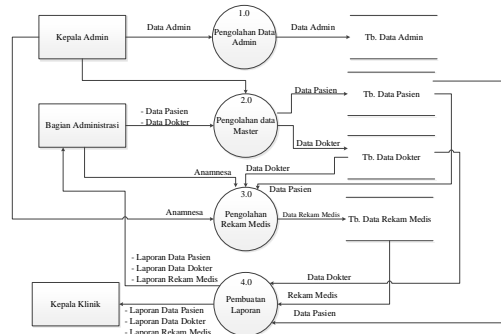 1.0
Kepala Admin
Data Admin
Pengolahan Data
Admin
Data Admin
Tb. Data Admin
2.0
Pengolahan data
Master
Data Pasien
Tb. Data Pasien
Bagian Administrasi
- Data Pasien
- Data Dokter
Data Dokter
Tb. Data Dokter
Anamnesa
Data Dokter
Data Pasien
3.0
Pengolahan
Rekam Medis
Anamnesa
Data Rekam Medis
Tb. Data Rekam Medis
- Laporan Data Pasien
- Laporan Data Dokter
- Laporan Rekam Medis
4.0
Pembuatan
Laporan
Data Dokter
Rekam Medis
Data Pasien
Kepala Klinik
- Laporan Data Pasien
- Laporan Data Dokter
- Laporan Rekam Medis